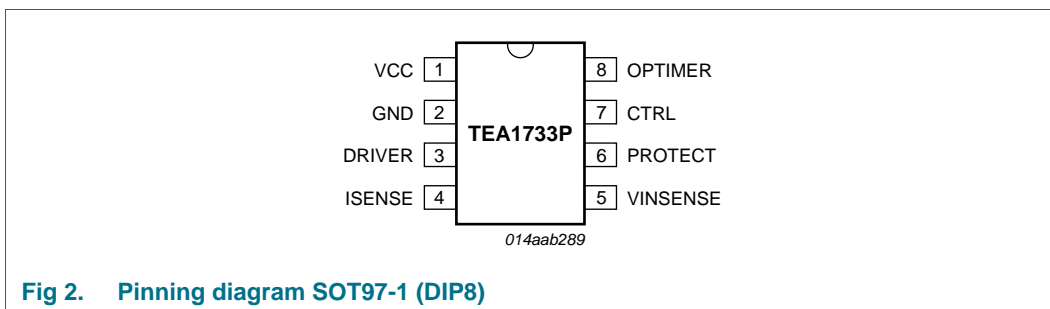 VCC 1 8 OPTIMER
GND 2 7 CTRL
TEA1733P
DRIVER 3 6 PROTECT
ISENSE 4 5 VINSENSE
014aab289
Fig 2. Pinning diagram SOT97-1 (DIP8)